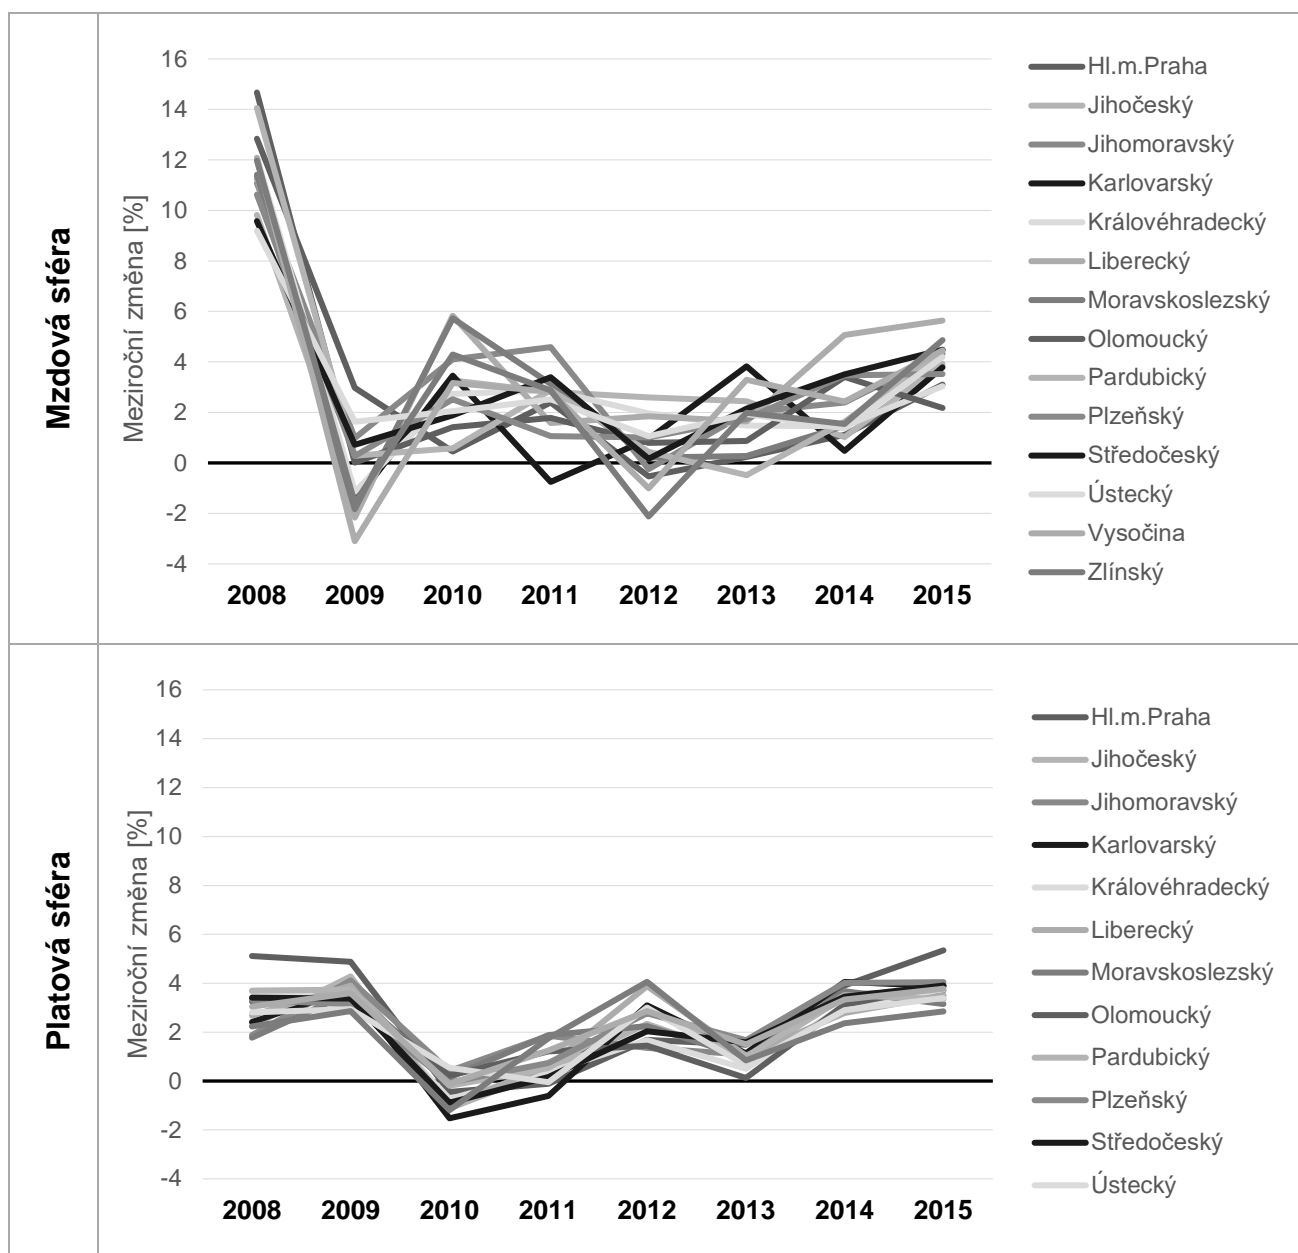 Mzdová sféra
Meziroční změna [%]
16
14
12
10
8
6
4
2
0
-2
-4
2008 2009 2010 2011 2012 2013 2014 2015
Hl.m.Praha
Jihočeský
Jihomoravský
Karlovarský
Královéhradecký
Liberecký
Moravskoslezský
Olomoucký
Pardubický
Plzeňský
Středočeský
Ústecký
Vysočina
Zlínský
Platová sféra
Meziroční změna [%]
16
14
12
10
8
6
4
2
0
-2
-4
2008 2009 2010 2011 2012 2013 2014 2015
Hl.m.Praha
Jihočeský
Jihomoravský
Karlovarský
Královéhradecký
Liberecký
Moravskoslezský
Olomoucký
Pardubický
Plzeňský
Středočeský
Ústecký